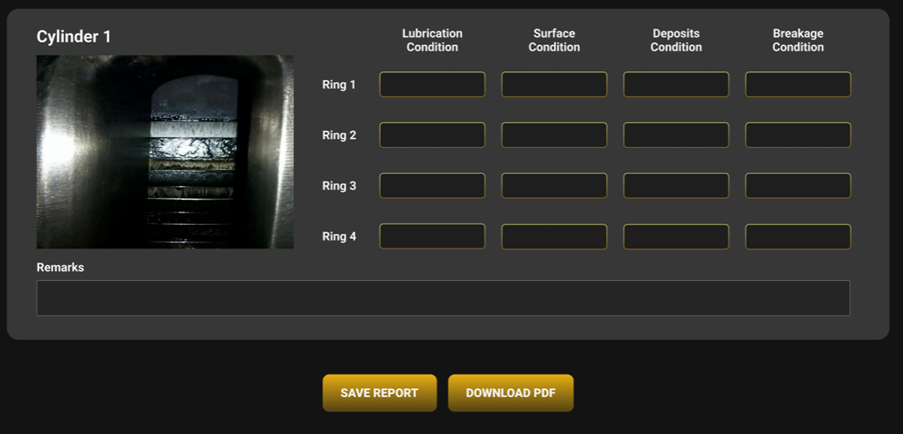 Cylinder 1
Lubrication
Condition
Surface
Condition
Deposits
Condition
Breakage
Condition
Ring 1
Ring 2
Ring 3
Ring 4
Remarks
SAVE REPORT
DOWNLOAD PDF